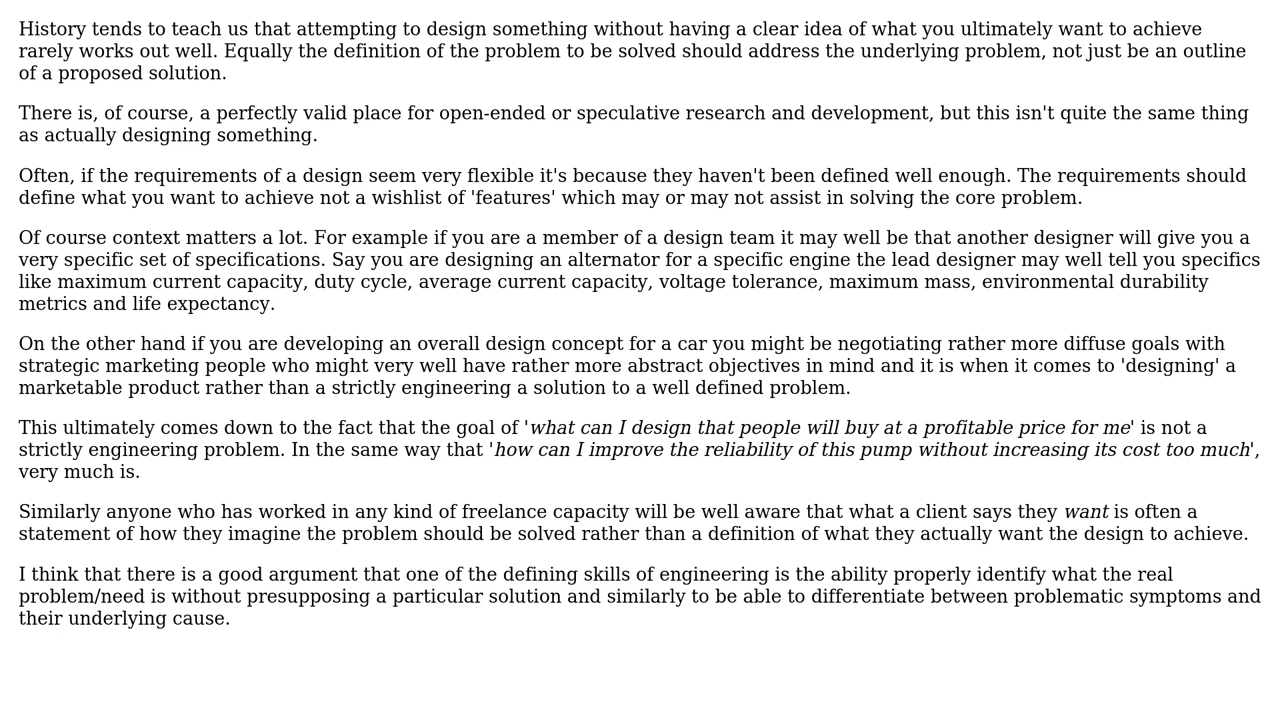 History tends to teach us that attempting to design something without having a clear idea of what you ultimately want to achieve
rarely works out well. Equally the definition of the problem to be solved should address the underlying problem, not just be an outline
of a proposed solution.
There is, of course, a perfectly valid place for open-ended or speculative research and development, but this isn't quite the same thing
as actually designing something.
Often, if the requirements of a design seem very flexible it's because they haven't been defined well enough. The requirements should
define what you want to achieve not a wishlist of 'features' which may or may not assist in solving the core problem.
Of course context matters a lot. For example if you are a member of a design team it may well be that another designer will give you a
very specific set of specifications. Say you are designing an alternator for a specific engine the lead designer may well tell you specifics
like maximum current capacity, duty cycle, average current capacity, voltage tolerance, maximum mass, environmental durability
metrics and life expectancy.
On the other hand if you are developing an overall design concept for a car you might be negotiating rather more diffuse goals with
strategic marketing people who might very well have rather more abstract objectives in mind and it is when it comes to 'designing' a
marketable product rather than a strictly engineering a solution to a well defined problem.
This ultimately comes down to the fact that the goal of 'what can I design that people will buy at a profitable price for me' is not a
strictly engineering problem. In the same way that 'how can I improve the reliability of this pump without increasing its cost too much',
very much is.
Similarly anyone who has worked in any kind of freelance capacity will be well aware that what a client says they want is often a
statement of how they imagine the problem should be solved rather than a definition of what they actually want the design to achieve.
I think that there is a good argument that one of the defining skills of engineering is the ability properly identify what the real
problem/need is without presupposing a particular solution and similarly to be able to differentiate between problematic symptoms and
their underlying cause.